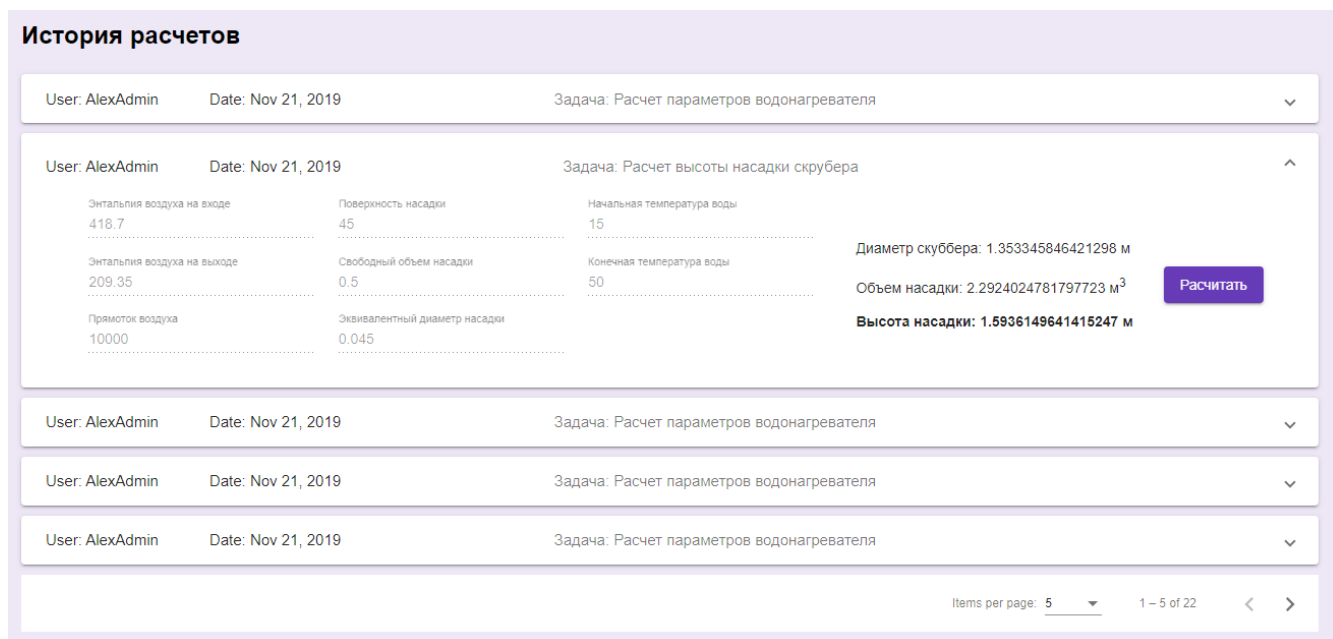 История расчетов
User: AlexAdmin Date: Nov 21, 2019 Задача: Расчет параметров водонагревателя
User: AlexAdmin Date: Nov 21, 2019 Задача: Расчет высоты насадки скрубера
Энтальпия воздуха на входе Поверхность насадки Начальная температура воды
418.7 45 15
Энтальпия воздуха на выходе Свободный объем насадки Конечная температура воды
209.35 0.5 50
Прямоток воздуха Эквивалентный диаметр насадки
10000 0.045
Диаметр скуббера: 1.353345846421298 м
Объем насадки: 2.2924024781797723 м³
Высота насадки: 1.5936149641415247 м
Расчитать
User: AlexAdmin Date: Nov 21, 2019 Задача: Расчет параметров водонагревателя
User: AlexAdmin Date: Nov 21, 2019 Задача: Расчет параметров водонагревателя
User: AlexAdmin Date: Nov 21, 2019 Задача: Расчет параметров водонагревателя
Items per page: 5 1 – 5 of 22